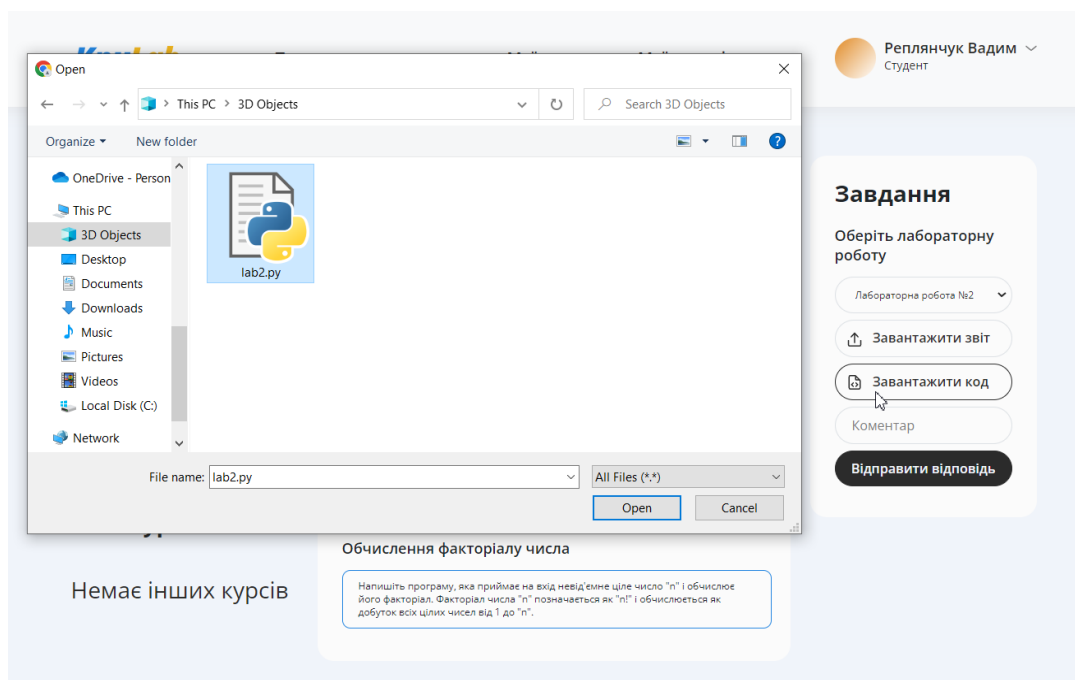 Реплянчук Вадим
Студент
Open
This PC > 3D Objects
Search 3D Objects
Organize
New folder
OneDrive - Person
This PC
3D Objects
Desktop
Documents
Downloads
Music
Pictures
Videos
Local Disk (C:)
Network
lab2.py
File name: lab2.py
All Files (*.*)
Open
Cancel
Завдання
Оберіть лабораторну
роботу
Лабораторна робота №2
Завантажити звіт
Завантажити код
Коментар
Відправити відповідь
Немає інших курсів
Обчислення факторіалу числа
Напишіть програму, яка приймає на вхід невід'ємне ціле число "n" і обчислює
його факторіал. Факторіал числа "n" позначається як "n!" і обчислюється як
добуток всіх цілих чисел від 1 до "n".